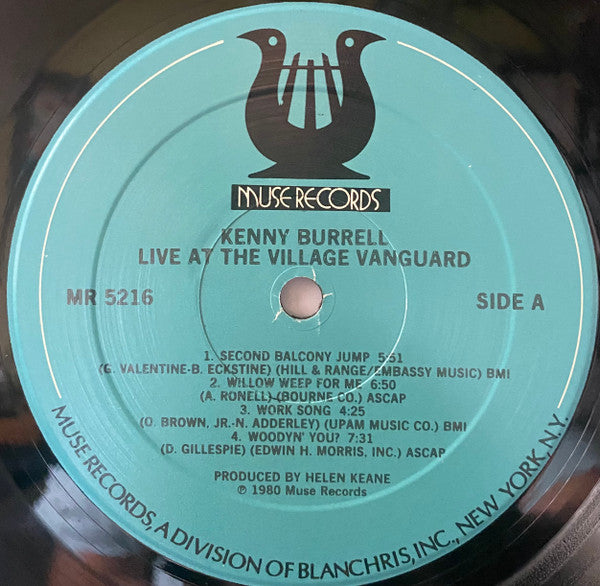 MUSE RECORDS
KENNY BURRELL
LIVE AT THE VILLAGE VANGUARD
MR 5216
SIDE A
1. SECOND BALCONY JUMP 5:51
(G. VALENTINE-B. ECKSTINE) (HILL & RANGE/EMBASSY MUSIC) BMI
2. WILLOW WEEP FOR ME 6:50
(A. RONELL) (BOURNE CO.) ASCAP
3. WORK SONG 4:25
(O. BROWN, JR.-N. ADDERLEY) (UPAM MUSIC CO.) BMI
4. WOODYN' YOU? 7:31
(D. GILLESPIE) (EDWIN H. MORRIS, INC.) ASCAP
PRODUCED BY HELEN KEANE
℗ 1980 Muse Records
MUSE RECORDS, A DIVISION OF BLANCHRIS, INC., NEW YORK, N.Y.